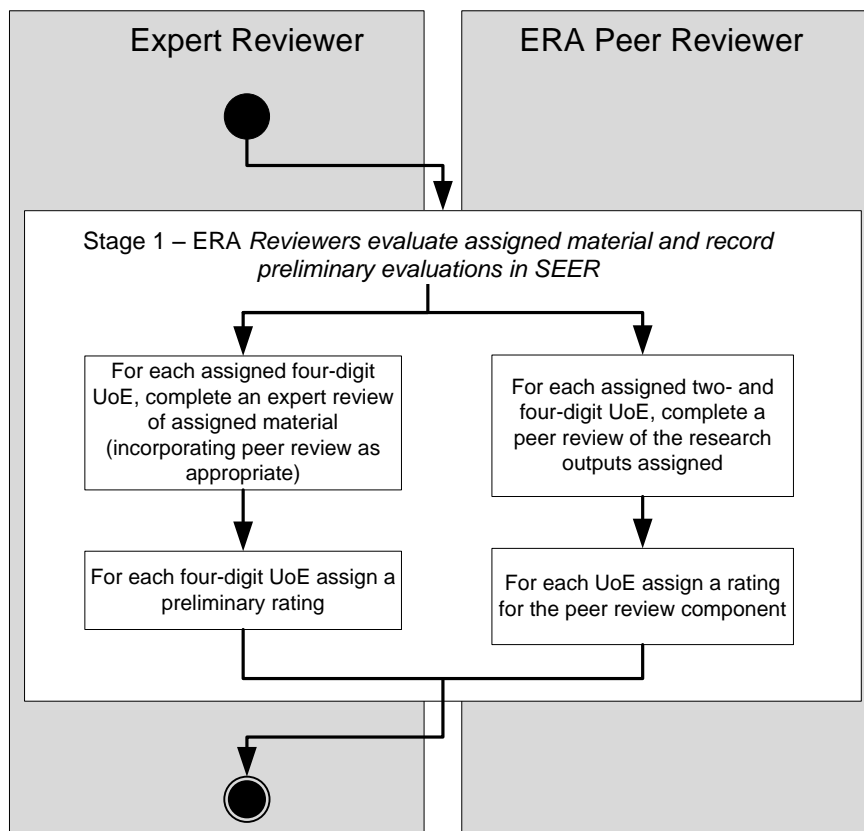 Expert Reviewer
ERA Peer Reviewer
Stage 1 – ERA Reviewers evaluate assigned material and record
preliminary evaluations in SEER
For each assigned four-digit
UoE, complete an expert review
of assigned material
(incorporating peer review as
appropriate)
For each assigned two- and
four-digit UoE, complete a
peer review of the research
outputs assigned
For each four-digit UoE assign a
preliminary rating
For each UoE assign a rating
for the peer review component